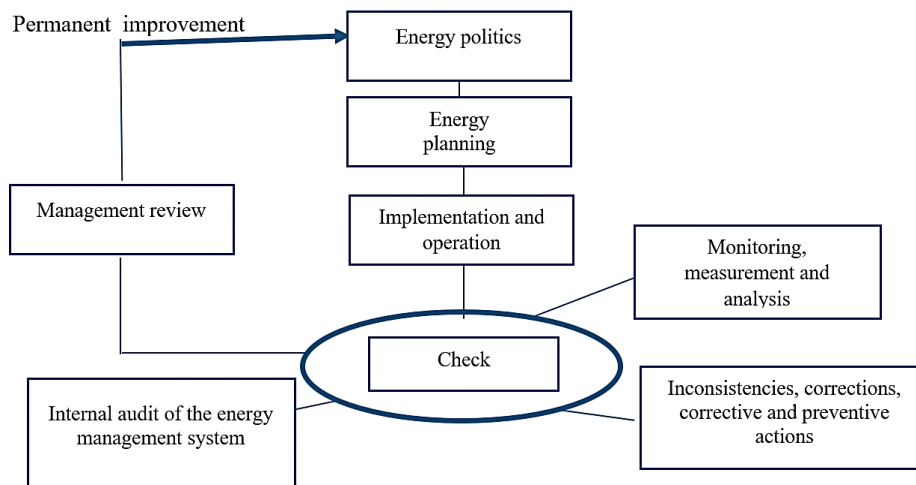 Permanent improvement
Energy politics
Energy
planning
Management review
Implementation and
operation
Monitoring,
measurement and
analysis
Check
Internal audit of the energy
management system
Inconsistencies, corrections,
corrective and preventive
actions